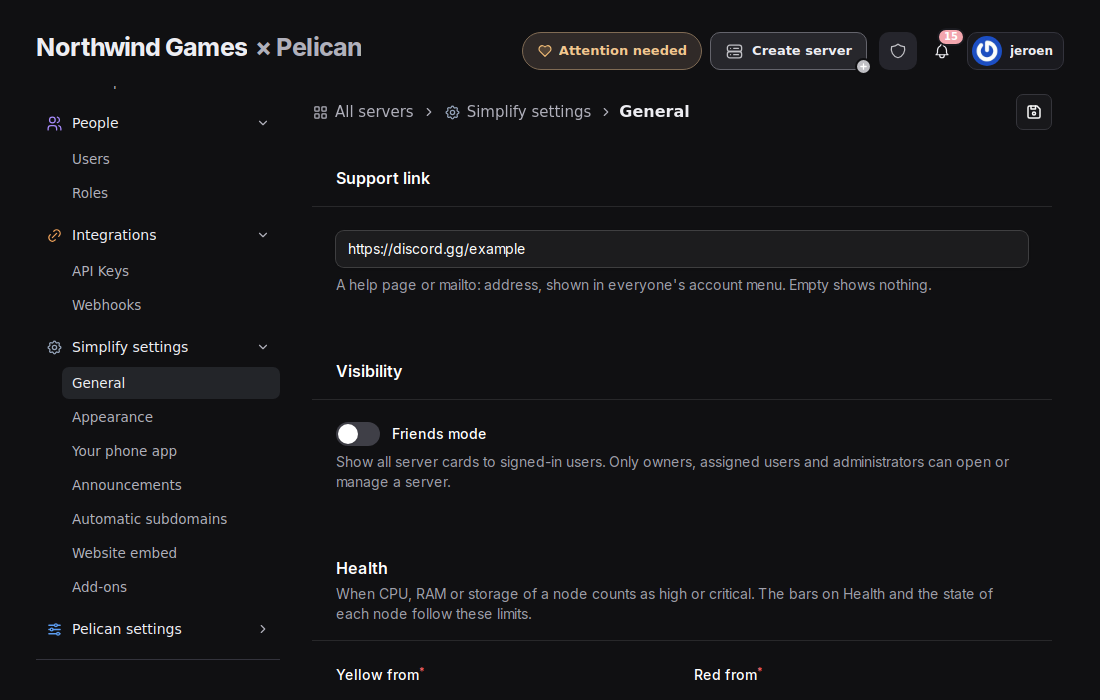 Northwind Games × Pelican
Attention needed
Create server
15
jeroen
People
Users
Roles
Integrations
API Keys
Webhooks
Simplify settings
General
Appearance
Your phone app
Announcements
Automatic subdomains
Website embed
Add-ons
Pelican settings
All servers
Simplify settings
General
Support link
https://discord.gg/example
A help page or mailto: address, shown in everyone's account menu. Empty shows nothing.
Visibility
Friends mode
Show all server cards to signed-in users. Only owners, assigned users and administrators can open or
manage a server.
Health
When CPU, RAM or storage of a node counts as high or critical. The bars on Health and the state of
each node follow these limits.
Yellow from*
Red from*